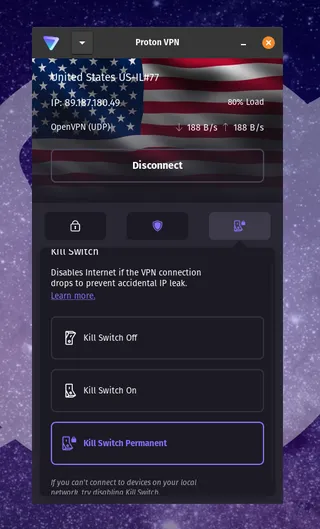 Proton VPN
United States US-IL#77
IP: 89.187.180.49
80% Load
OpenVPN (UDP)
↓ 188 B/s ↑ 188 B/s
Disconnect
Kill Switch
Disables Internet if the VPN connection
drops to prevent accidental IP leak.
Learn more.
Kill Switch Off
Kill Switch On
Kill Switch Permanent
If you can't connect to devices on your local
network, try disabling Kill Switch.